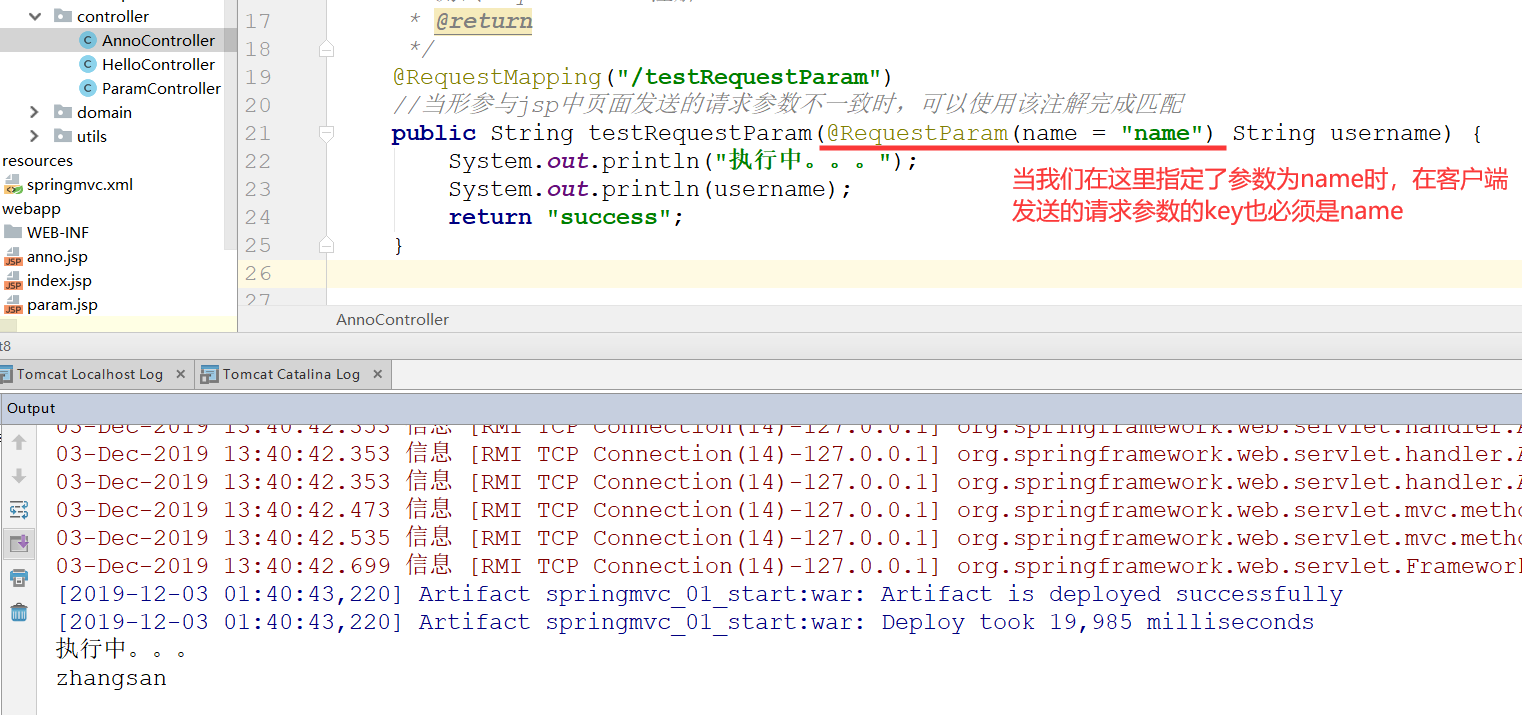 controller
AnnoController
HelloController
ParamController
domain
utils
resources
springmvc.xml
webapp
WEB-INF
anno.jsp
index.jsp
param.jsp
17 * @return
18 */
19 @RequestMapping("/testRequestParam")
20 //当形参与jsp中页面发送的请求参数不一致时，可以使用该注解完成匹配
21 public String testRequestParam(@RequestParam(name = "name") String username) {
22 System.out.println("执行中。。。");
23 System.out.println(username);
24 return "success";
25 }
26
27
当我们在这里指定了参数为name时，在客户端
发送的请求参数的key也必须是name
AnnoController
t8
Tomcat Localhost Log × Tomcat Catalina Log ×
Output
03-Dec-2019 13:40:42.353 信息 [RMI TCP Connection(14)-127.0.0.1] org.springframework.web.servlet.handler.A
03-Dec-2019 13:40:42.353 信息 [RMI TCP Connection(14)-127.0.0.1] org.springframework.web.servlet.handler.A
03-Dec-2019 13:40:42.353 信息 [RMI TCP Connection(14)-127.0.0.1] org.springframework.web.servlet.handler.A
03-Dec-2019 13:40:42.473 信息 [RMI TCP Connection(14)-127.0.0.1] org.springframework.web.servlet.mvc.metho
03-Dec-2019 13:40:42.535 信息 [RMI TCP Connection(14)-127.0.0.1] org.springframework.web.servlet.mvc.metho
03-Dec-2019 13:40:42.699 信息 [RMI TCP Connection(14)-127.0.0.1] org.springframework.web.servlet.Framework
[2019-12-03 01:40:43,220] Artifact springmvc_01_start:war: Artifact is deployed successfully
[2019-12-03 01:40:43,220] Artifact springmvc_01_start:war: Deploy took 19,985 milliseconds
执行中。。。
zhangsan